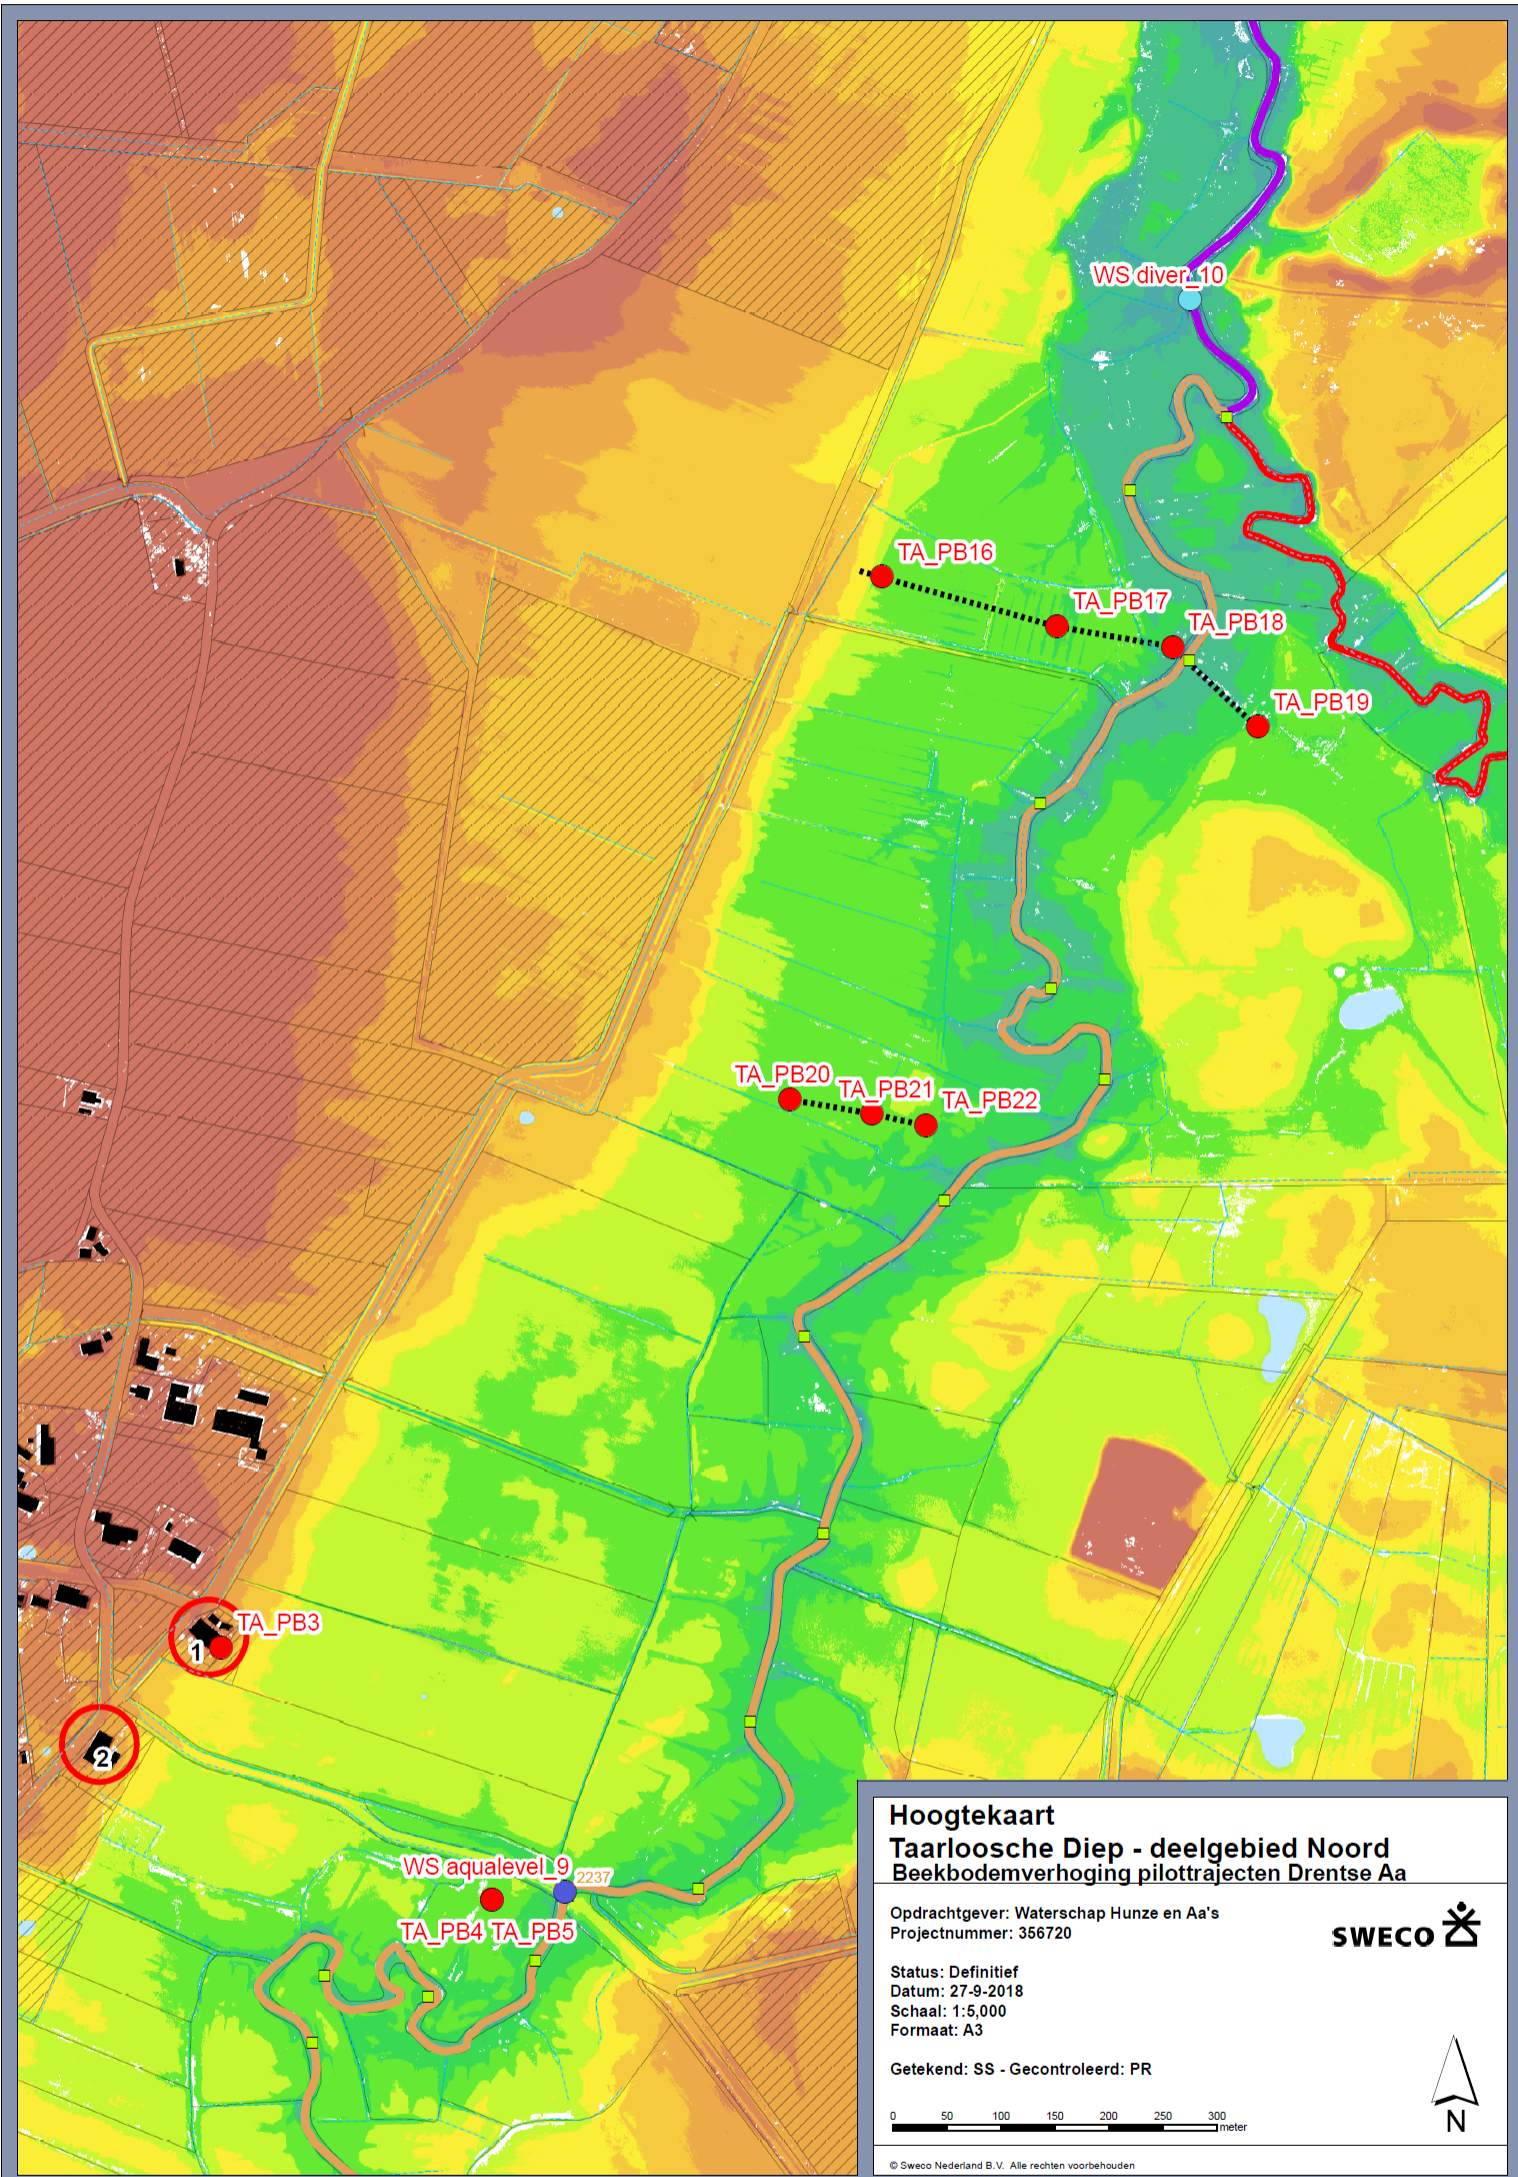 WS diver_10
TA_PB16
TA_PB17
TA_PB18
TA_PB19
TA_PB20
TA_PB21
TA_PB22
TA_PB3
1
2
WS aqualevel_9
2237
TA_PB4 TA_PB5
Hoogtekaart
Taarloosche Diep - deelgebied Noord
Beekbodemverhoging pilottrajecten Drentse Aa
Opdrachtgever: Waterschap Hunze en Aa's
Projectnummer: 356720
SWECO
Status: Definitief
Datum: 27-9-2018
Schaal: 1:5,000
Formaat: A3
Getekend: SS - Gecontroleerd: PR
0 50 100 150 200 250 300
meter
N
© Sweco Nederland B.V. Alle rechten voorbehouden